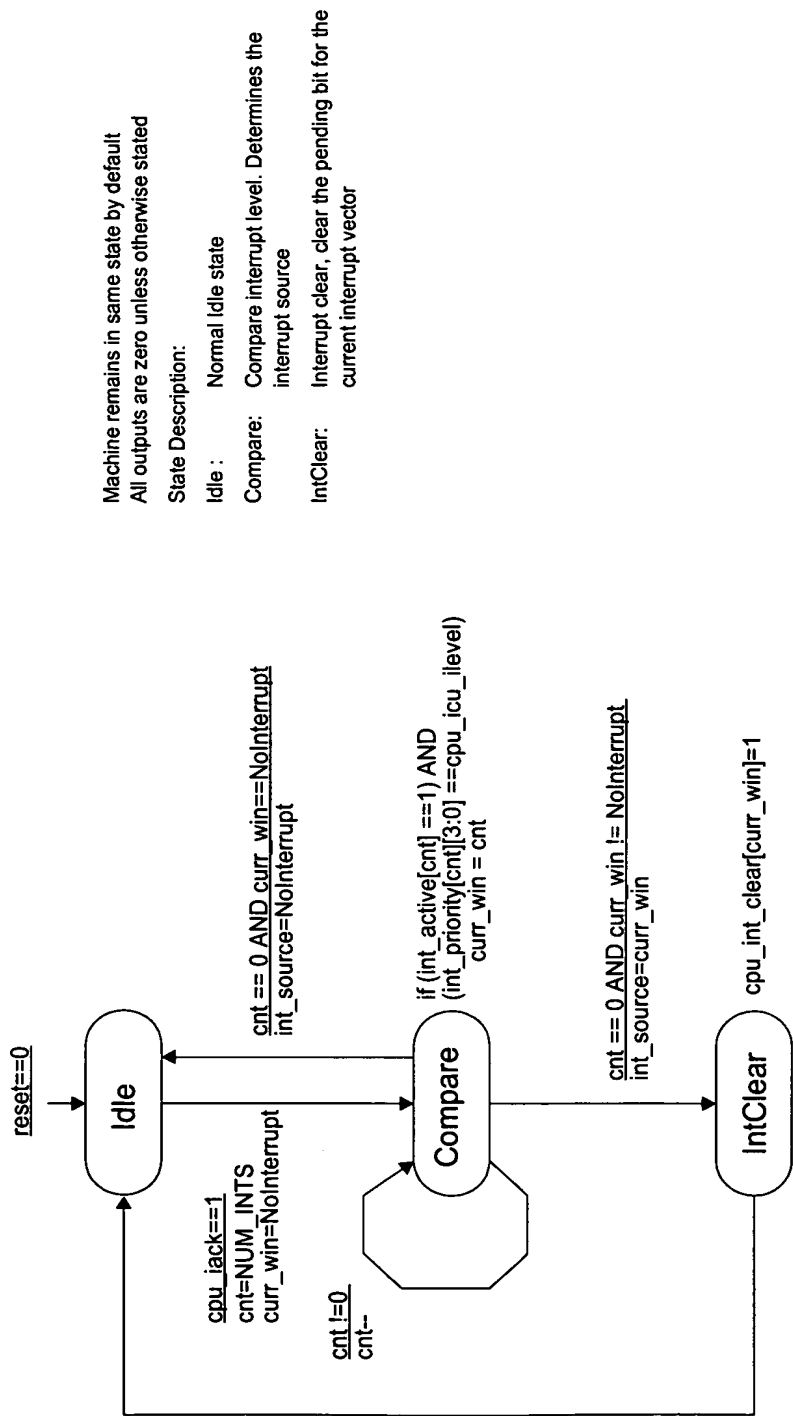 reset==0
Idle
cpu_iack==1
cnt=NUM_INTS
curr_win=NoInterrupt
cnt == 0 AND curr_win==NoInterrupt
int_source=NoInterrupt
cnt !=0
cnt--
Compare
if (int_active[cnt] ==1) AND
(int_priority[cnt][3:0] ==cpu_icu_ilevel)
curr_win = cnt
cnt == 0 AND curr_win != NoInterrupt
int_source=curr_win
IntClear
cpu_int_clear[curr_win]=1
Machine remains in same state by default
All outputs are zero unless otherwise stated
State Description:
Idle : Normal Idle state
Compare: Compare interrupt level. Determines the
interrupt source
IntClear: Interrupt clear, clear the pending bit for the
current interrupt vector